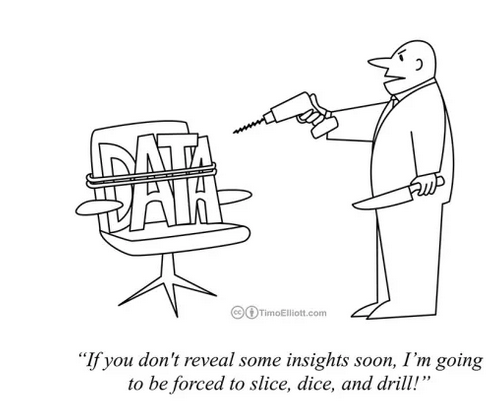 DATA
cc TimoElliott.com
“If you don't reveal some insights soon, I’m going
to be forced to slice, dice, and drill!”